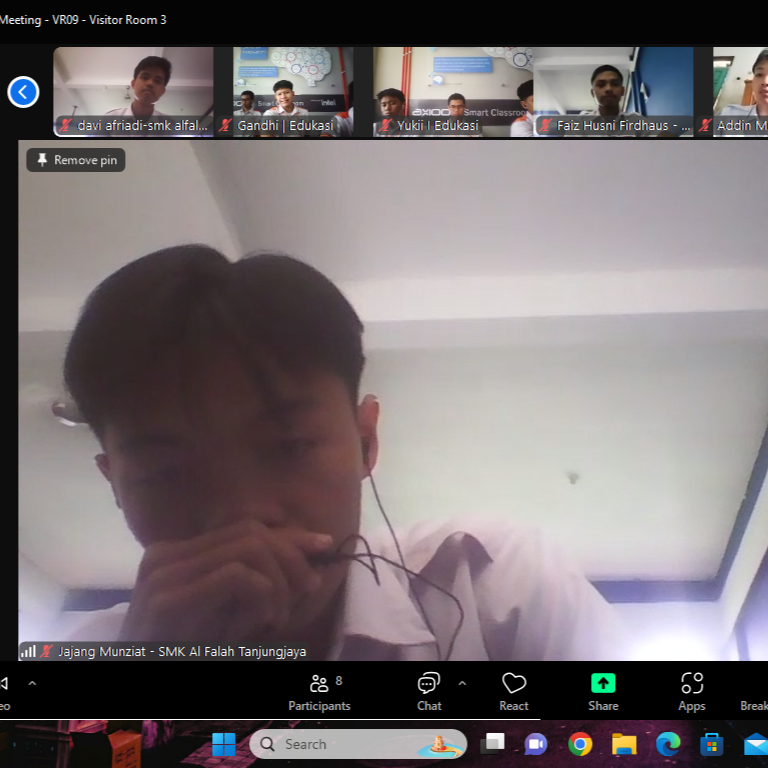 Meeting - VR09 - Visitor Room 3
davi afriadi-smk alfal...
Gandhi | Edukasi
Yukii | Edukasi
Faiz Husni Firdhaus - ...
Addin M
Smart Classroom
intel
AXIOO Smart Classroo
Remove pin
Jajang Munziat - SMK Al Falah Tanjungjaya
eo
8
Participants
Chat
React
Share
Apps
Break
Search